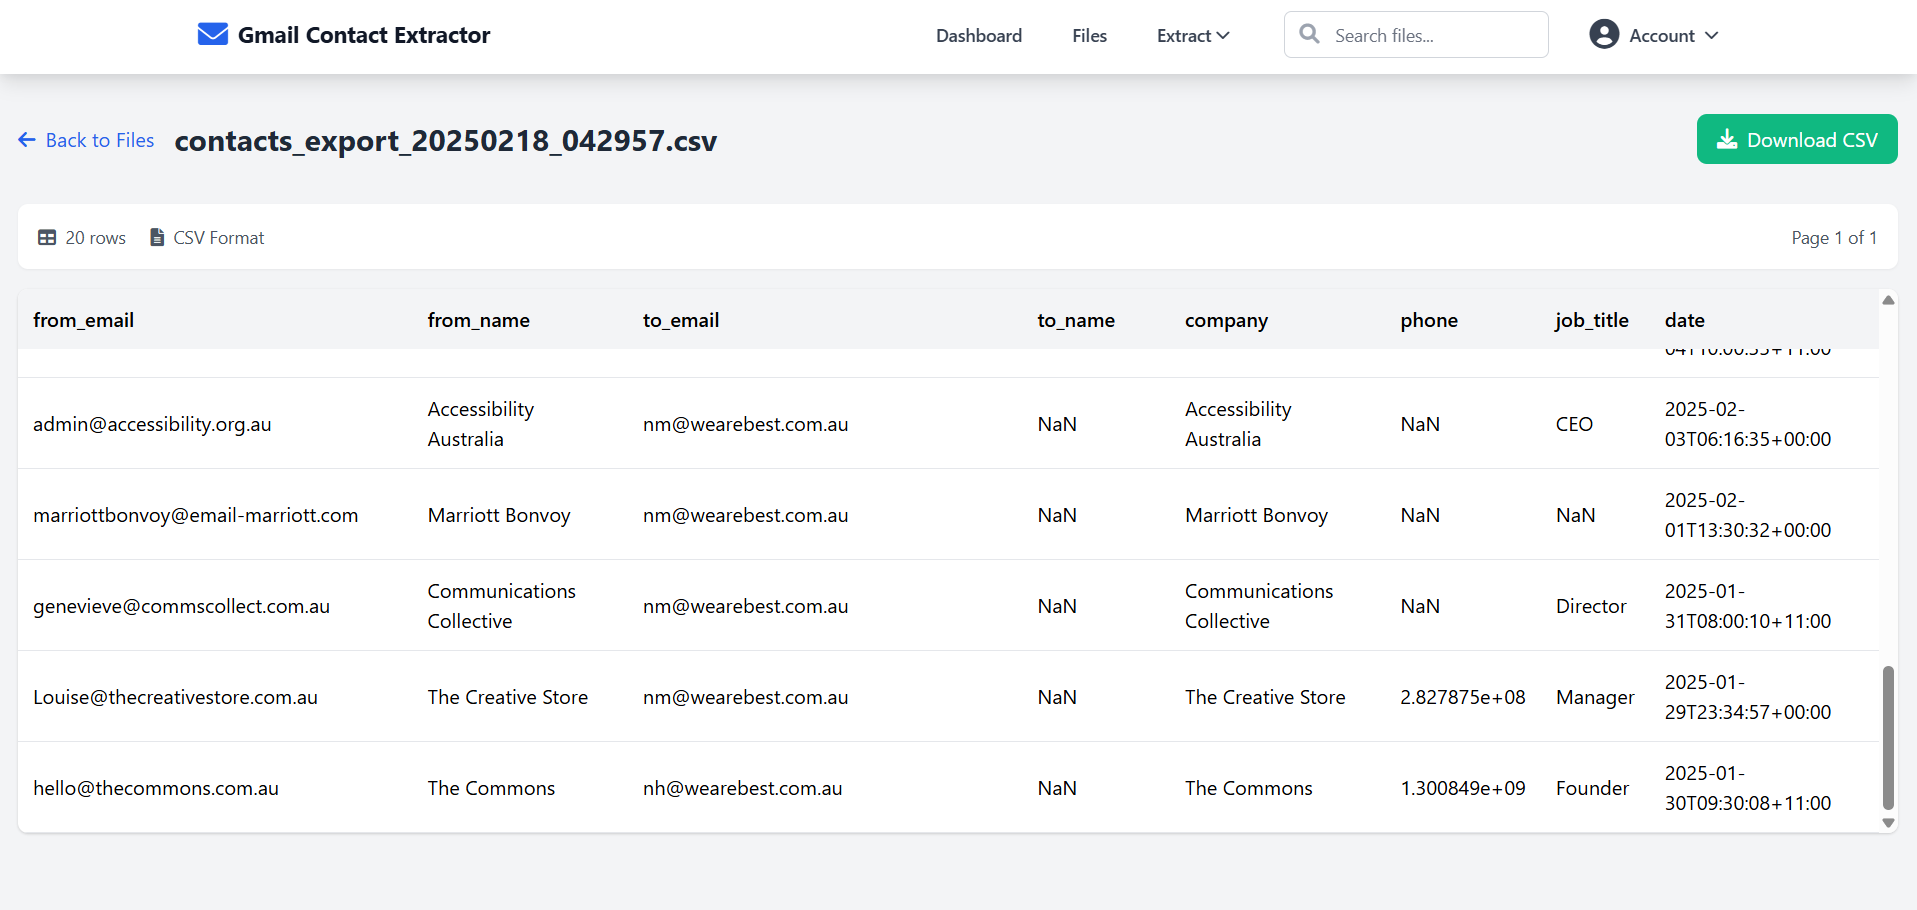 Gmail Contact Extractor
Dashboard
Files
Extract
Search files...
Account
Back to Files
contacts_export_20250218_042957.csv
Download CSV
20 rows
CSV Format
Page 1 of 1
from_email from_name to_email to_name company phone job_title date
admin@accessibility.org.au Accessibility Australia nm@wearebest.com.au NaN Accessibility Australia NaN CEO 2025-02-03T06:16:35+00:00
marriottbonvoy@email-marriott.com Marriott Bonvoy nm@wearebest.com.au NaN Marriott Bonvoy NaN NaN 2025-02-01T13:30:32+00:00
genevieve@commscollect.com.au Communications Collective nm@wearebest.com.au NaN Communications Collective NaN Director 2025-01-31T08:00:10+11:00
Louise@thecreativestore.com.au The Creative Store nm@wearebest.com.au NaN The Creative Store 2.827875e+08 Manager 2025-01-29T23:34:57+00:00
hello@thecommons.com.au The Commons nh@wearebest.com.au NaN The Commons 1.300849e+09 Founder 2025-01-30T09:30:08+11:00